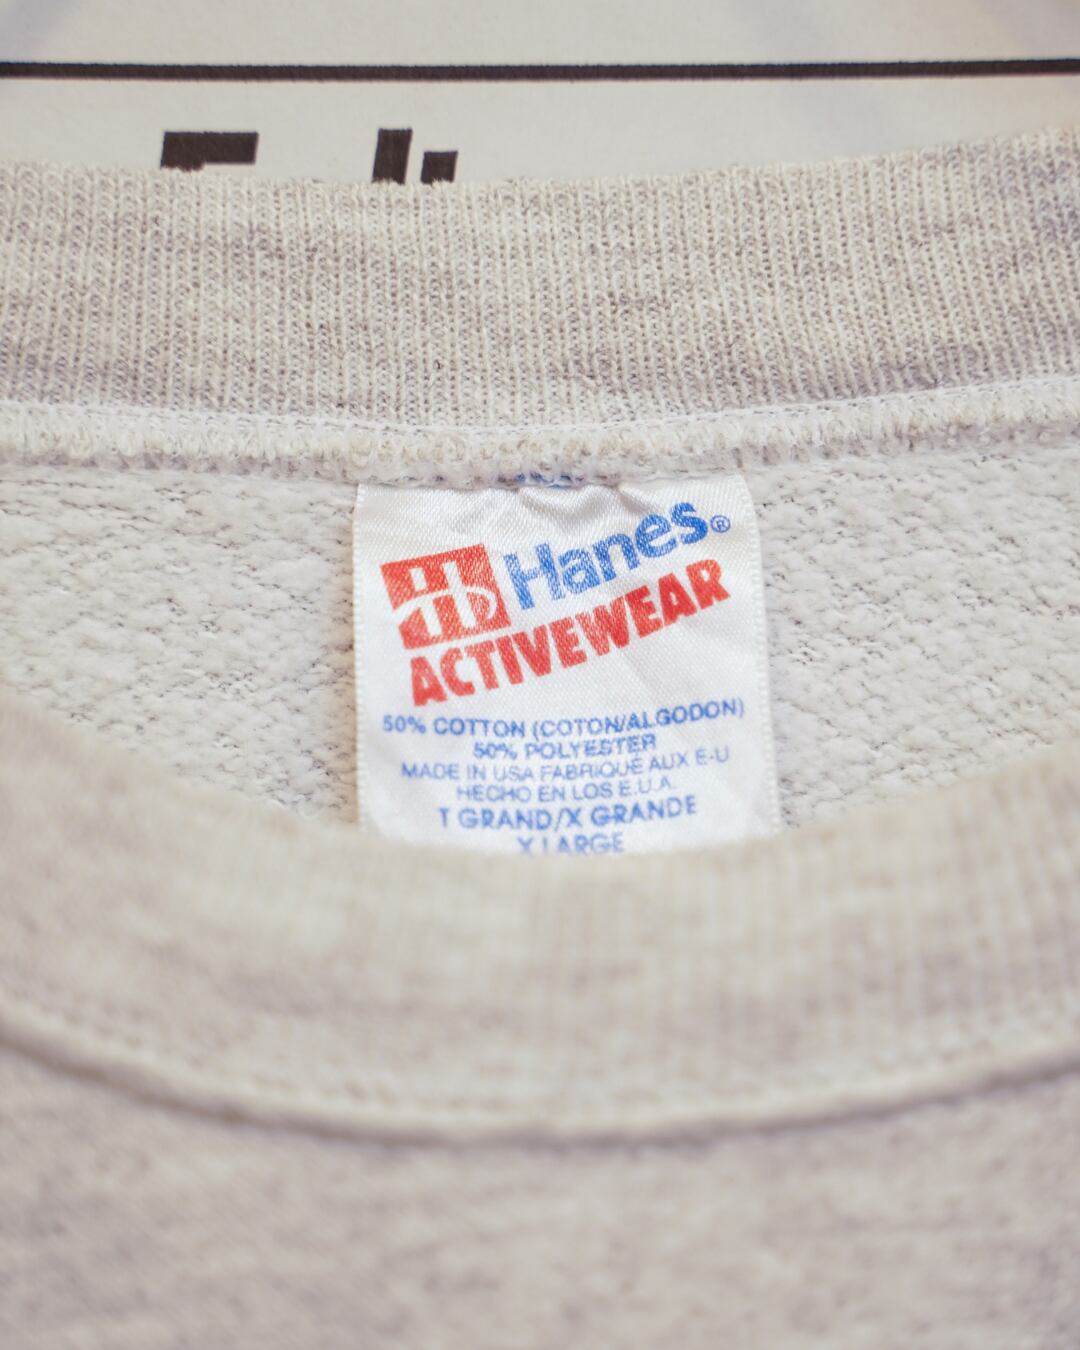 Hanes®
ACTIVEWEAR
50% COTTON (COTON/ALGODON)
50% POLYESTER
MADE IN USA FABRIQUÉ AUX E-U
HECHO EN LOS E.U.A.
T GRAND/X GRANDE
X LARGE